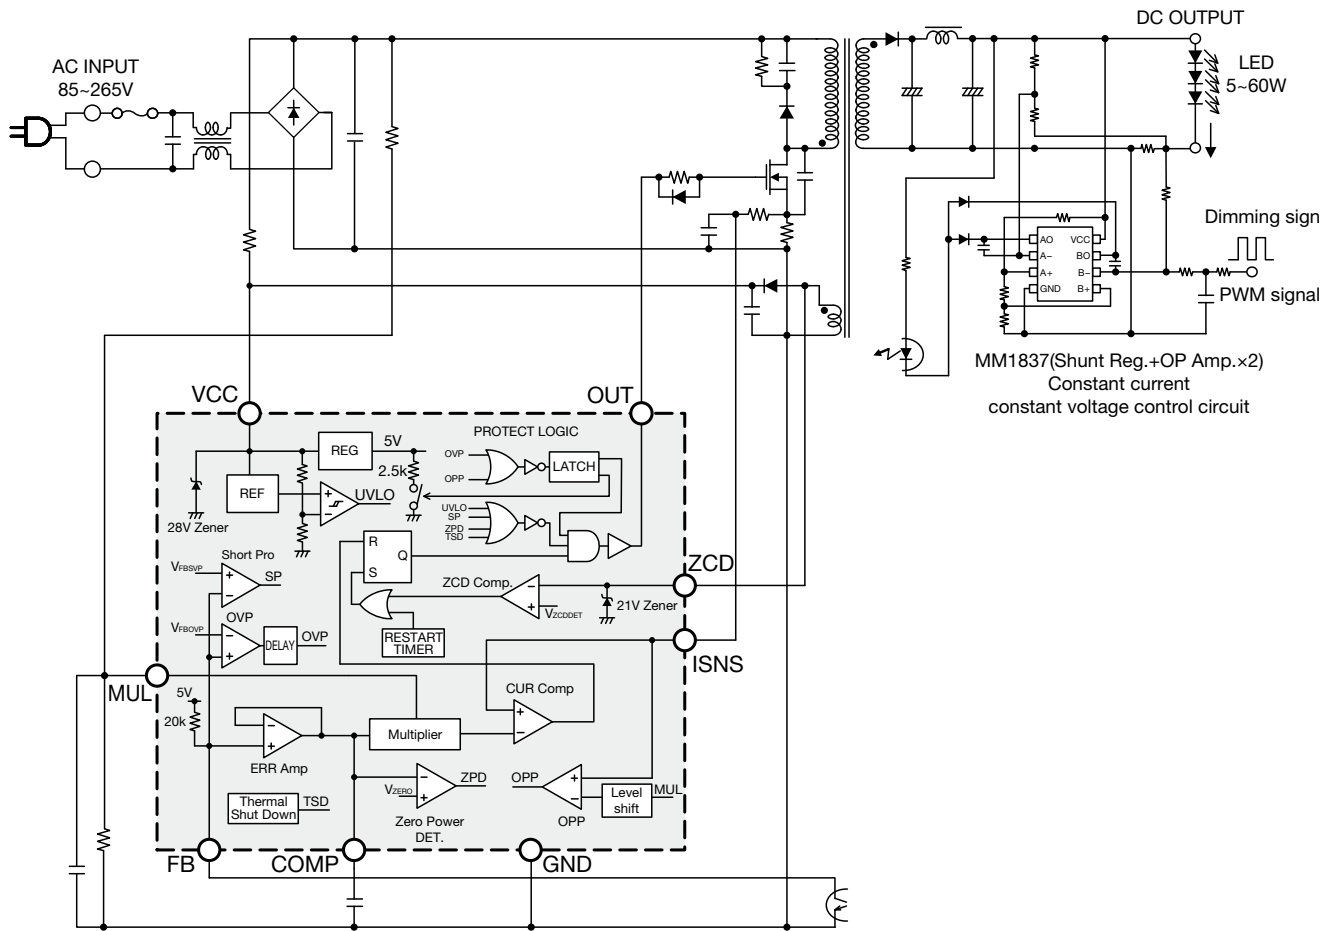 DC OUTPUT
AC INPUT
85~265V
LED
5~60W
Dimming sign
PWM signal
AO
VCC
A−
BO
A+
B−
GND
B+
MM1837(Shunt Reg.+OP Amp.×2)
Constant current
constant voltage control circuit
VCC
OUT
PROTECT LOGIC
REG
5V
2.5k
OVP
OPP
LATCH
REF
UVLO
28V Zener
UVLO
SP
ZPD
TSD
R
Q
S
Short Pro
VFBSVP
SP
ZCD
ZCD Comp.
VZCDDET
21V Zener
OVP
VFBOVP
DELAY
OVP
RESTART
TIMER
ISNS
MUL
5V
20k
CUR Comp
Multiplier
ERR Amp
VZERO
ZPD
OPP
Level
shift
MUL
Thermal
Shut Down
TSD
Zero Power
DET.
OPP
FB
COMP
GND